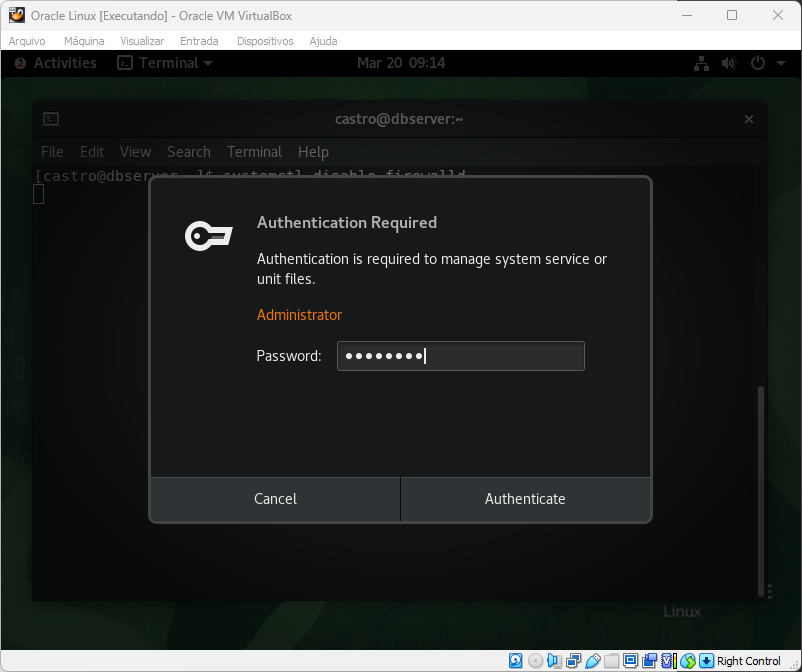 Oracle Linux [Executando] - Oracle VM VirtualBox
Arquivo Máquina Visualizar Entrada Dispositivos Ajuda
Activities Terminal Mar 20 09:14
castro@dbserver:~
File Edit View Search Terminal Help
[castro@dbserver ~]$ systemctl disable firewalld
Authentication Required
Authentication is required to manage system service or
unit files.
Administrator
Password: ●●●●●●●●
Cancel Authenticate
Linux
Right Control